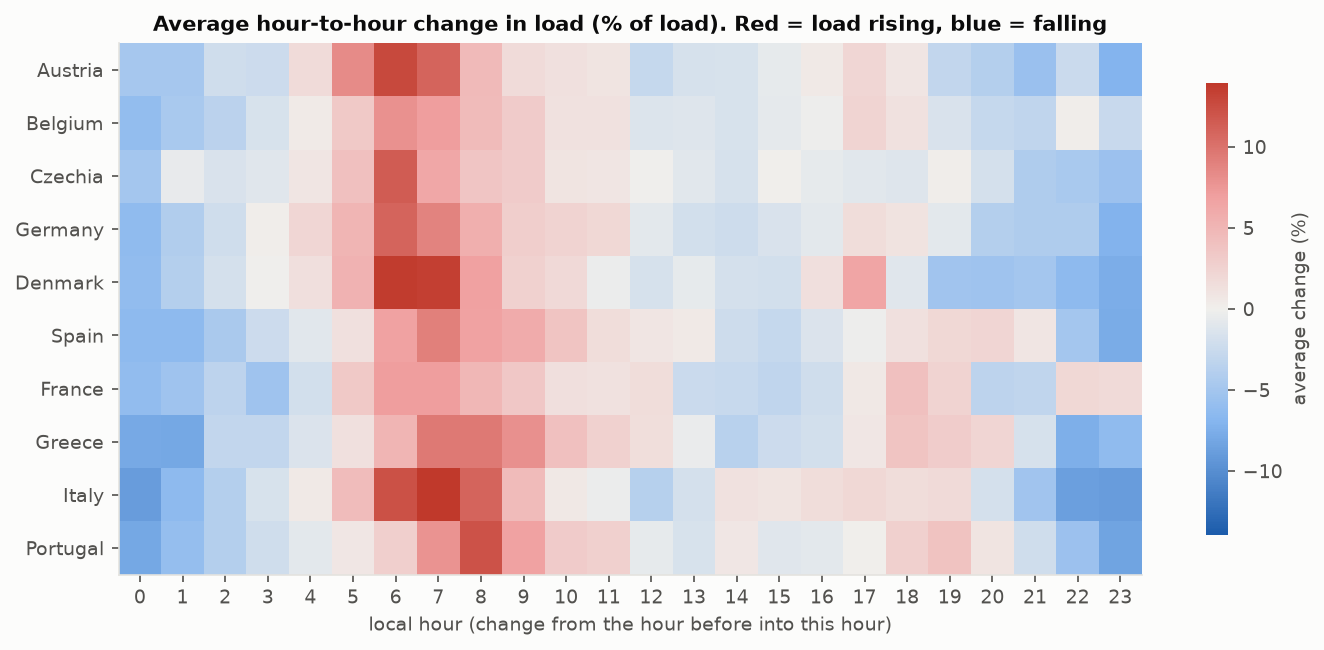 Average hour-to-hour change in load (% of load). Red = load rising, blue = falling
Austria
Belgium
Czechia
Germany
Denmark
Spain
France
Greece
Italy
Portugal
0 1 2 3 4 5 6 7 8 9 10 11 12 13 14 15 16 17 18 19 20 21 22 23
local hour (change from the hour before into this hour)
10
5
0
−5
−10
average change (%)